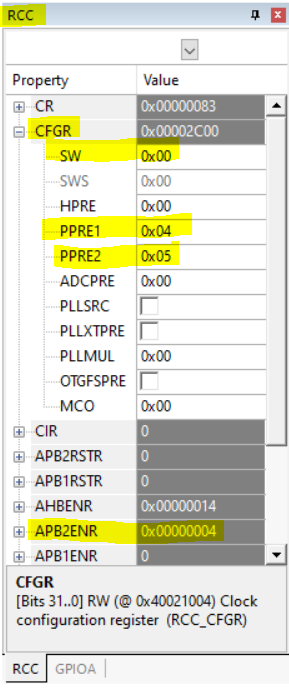 RCC
Property Value
CR 0x00000083
CFGR 0x00002C00
SW 0x00
SWS 0x00
HPRE 0x00
PPRE1 0x04
PPRE2 0x05
ADCPRE 0x00
PLLSRC
PLLXTPRE
PLLMUL 0x00
OTGFSPRE
MCO 0x00
CIR 0
APB2RSTR 0
APB1RSTR 0
AHBENR 0x00000014
APB2ENR 0x00000004
APB1ENR 0
CFGR
[Bits 31..0] RW (@ 0x40021004) Clock
configuration register (RCC_CFGR)
RCC GPIOA